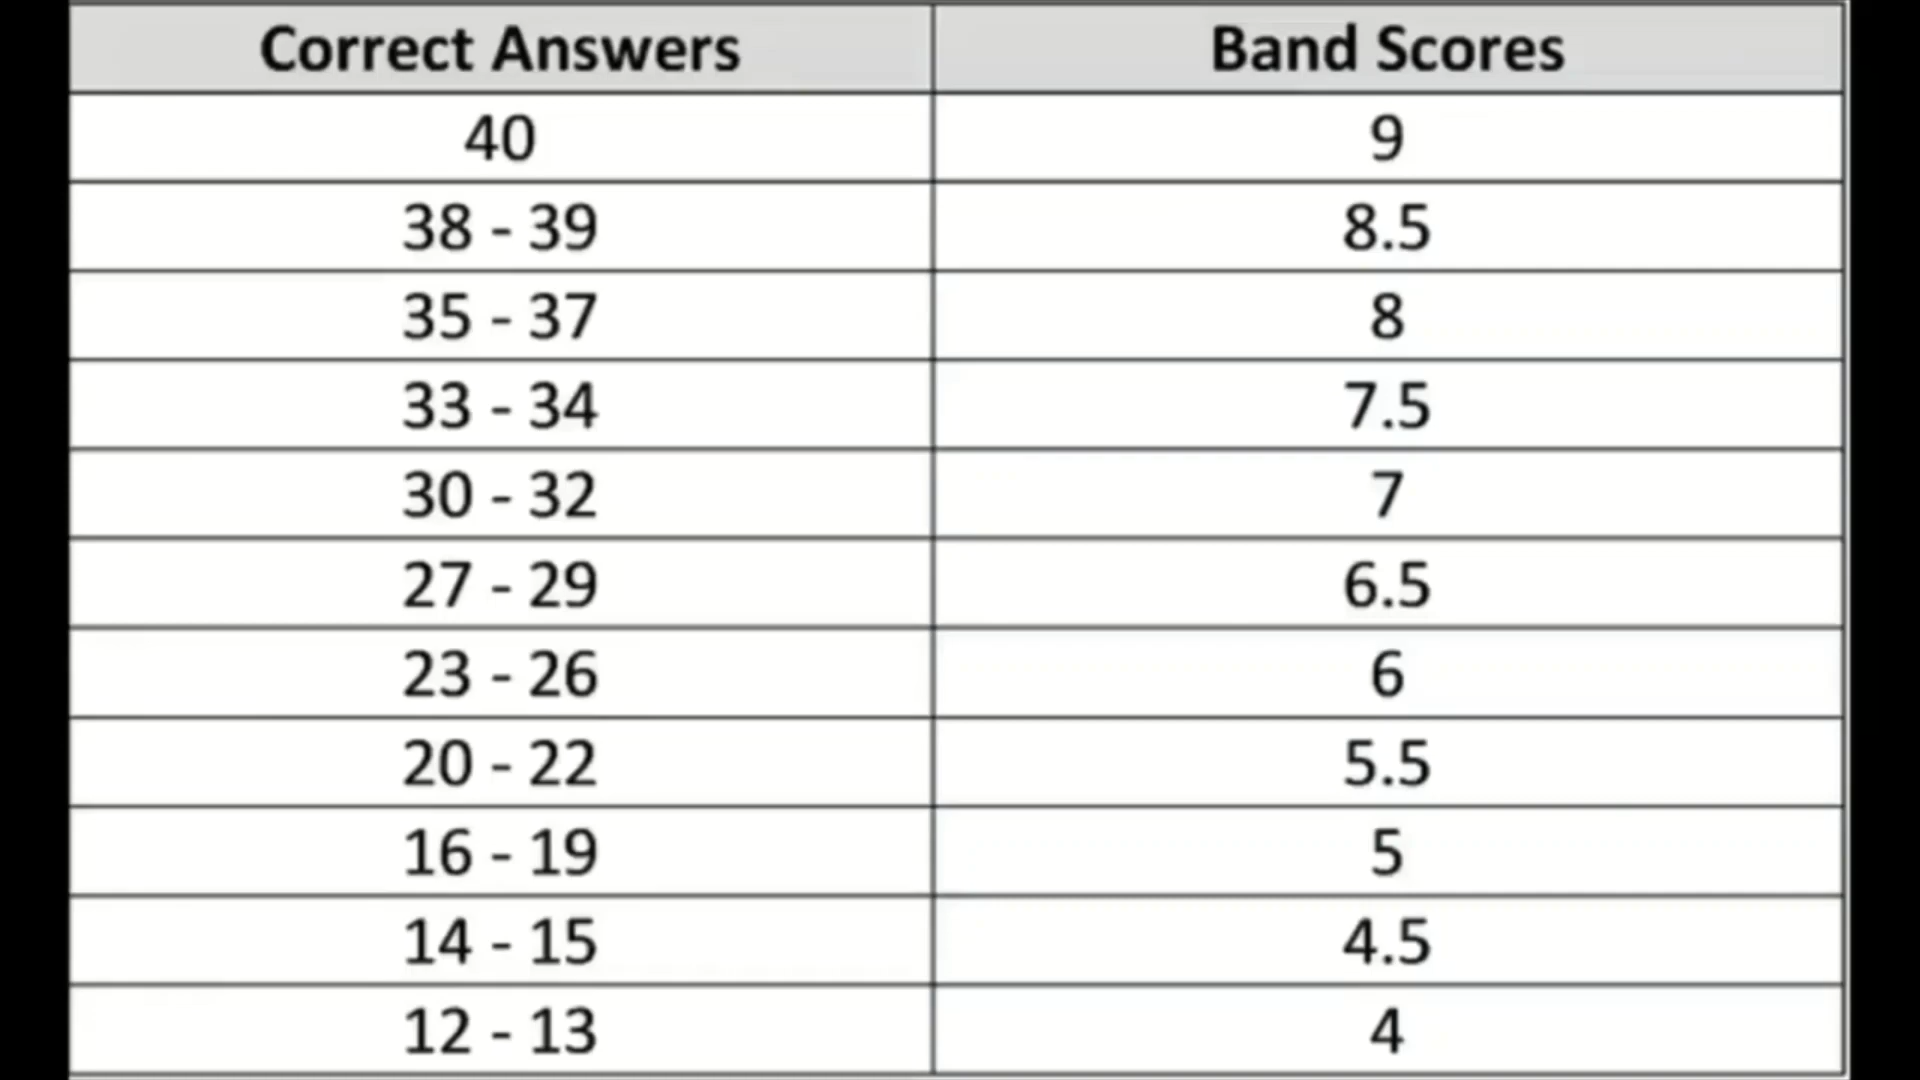 Correct Answers Band Scores
40 9
38 - 39 8.5
35 - 37 8
33 - 34 7.5
30 - 32 7
27 - 29 6.5
23 - 26 6
20 - 22 5.5
16 - 19 5
14 - 15 4.5
12 - 13 4